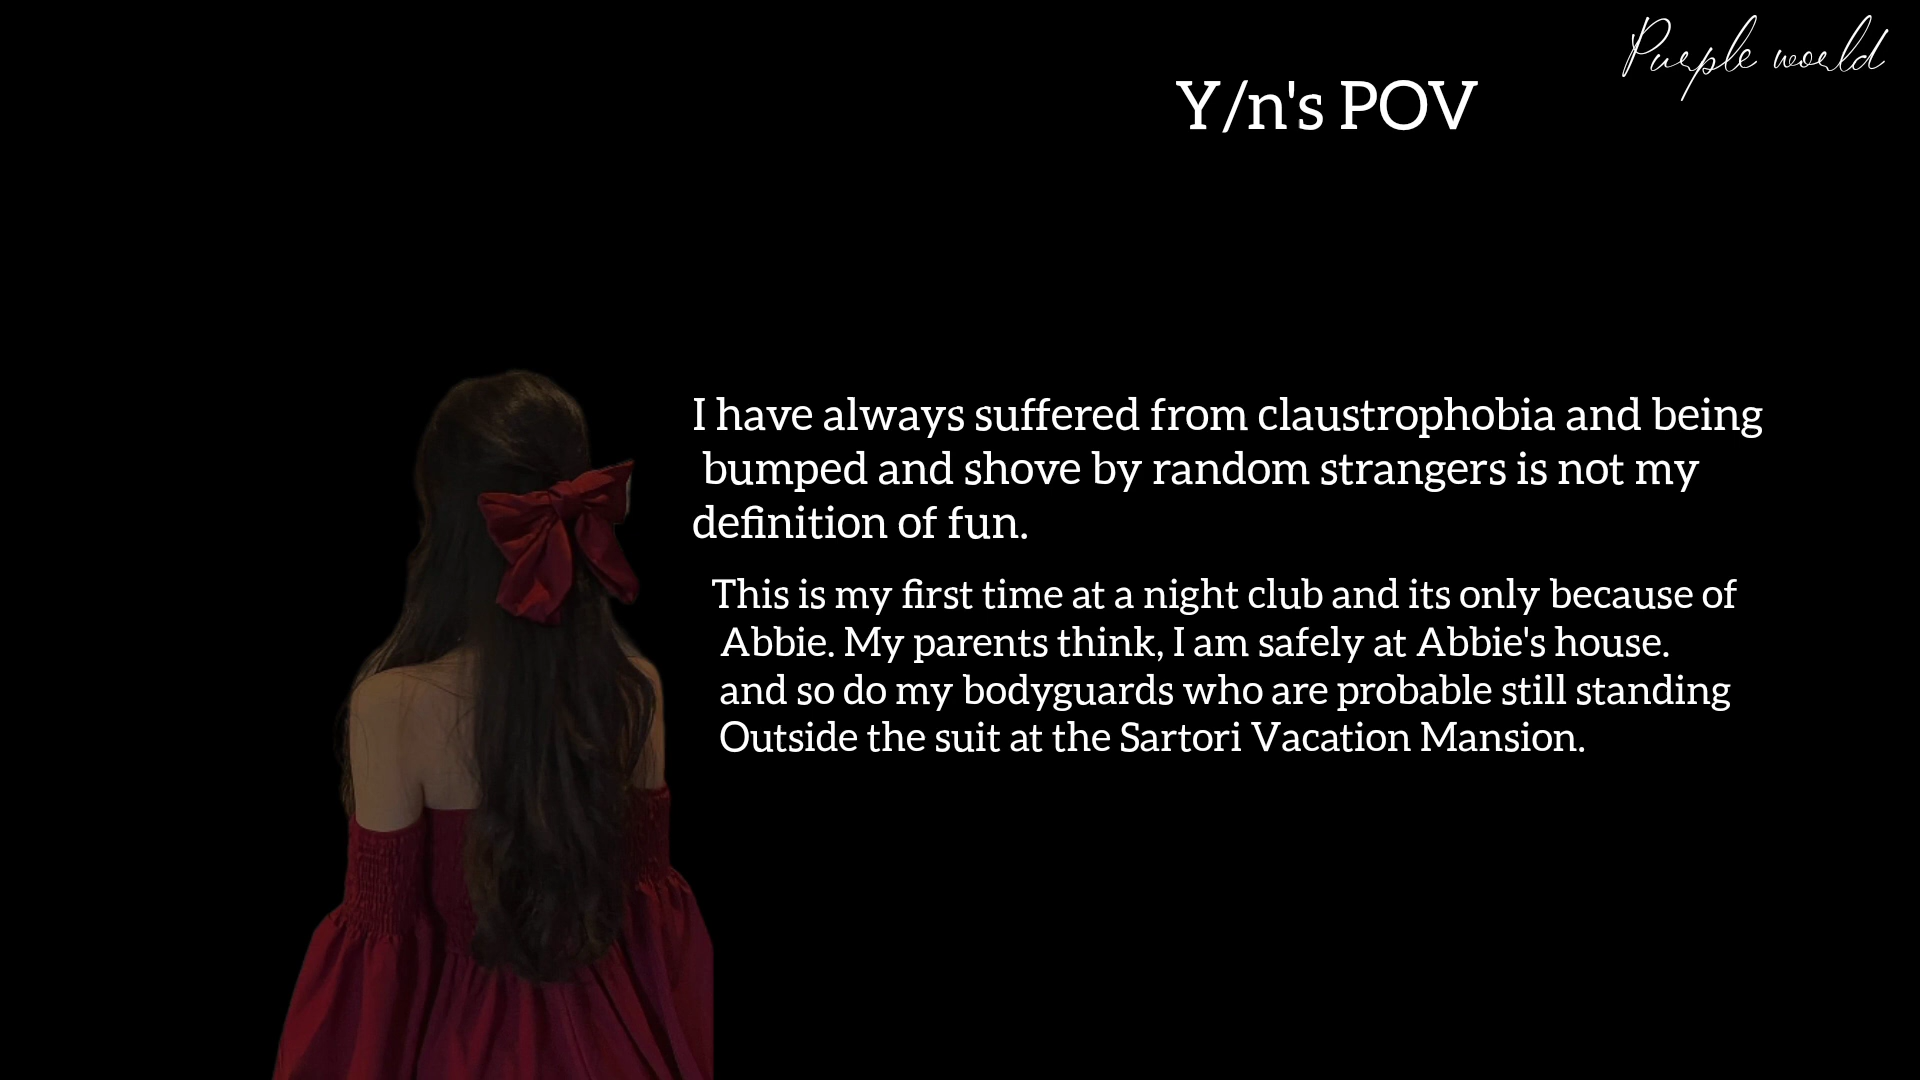 Purple world
Y/n's POV
I have always suffered from claustrophobia and being
bumped and shove by random strangers is not my
definition of fun.
This is my first time at a night club and its only because of
Abbie. My parents think, I am safely at Abbie's house.
and so do my bodyguards who are probable still standing
Outside the suit at the Sartori Vacation Mansion.